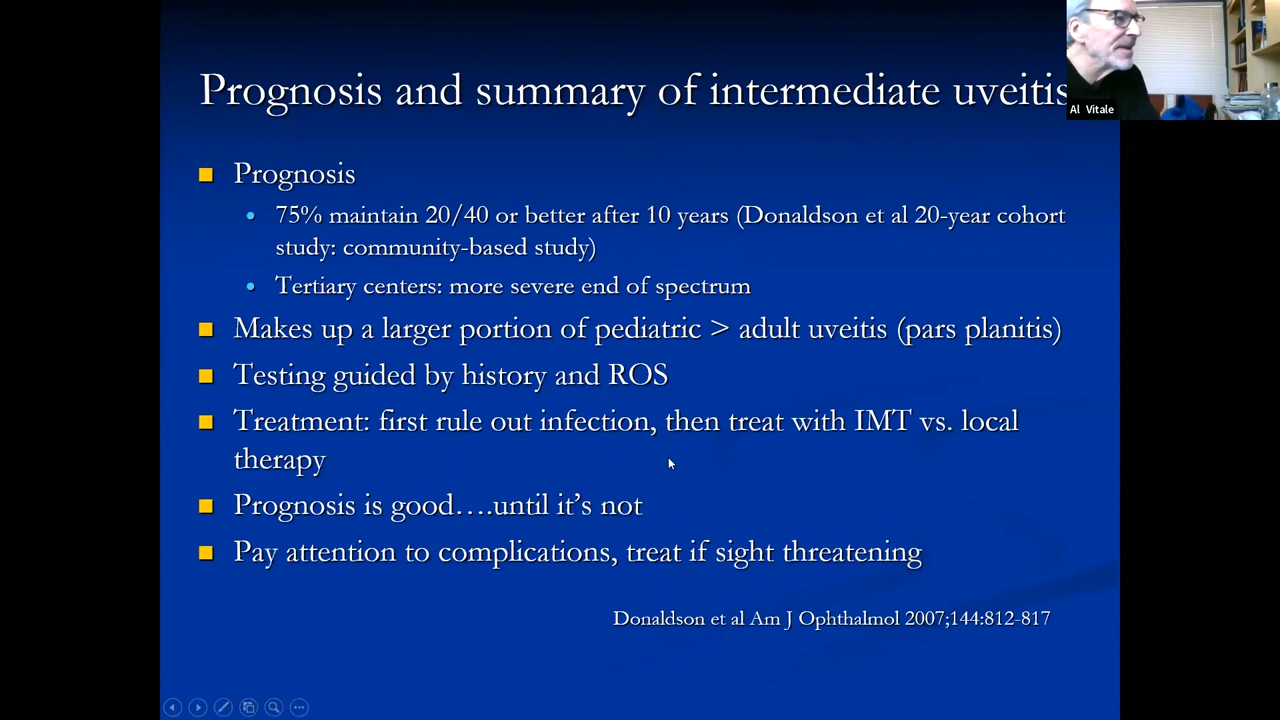 Prognosis and summary of intermediate uveitis
Al Vitale
Prognosis
75% maintain 20/40 or better after 10 years (Donaldson et al 20-year cohort
study: community-based study)
Tertiary centers: more severe end of spectrum
Makes up a larger portion of pediatric > adult uveitis (pars planitis)
Testing guided by history and ROS
Treatment: first rule out infection, then treat with IMT vs. local
therapy
Prognosis is good….until it’s not
Pay attention to complications, treat if sight threatening
Donaldson et al Am J Ophthalmol 2007;144:812-817